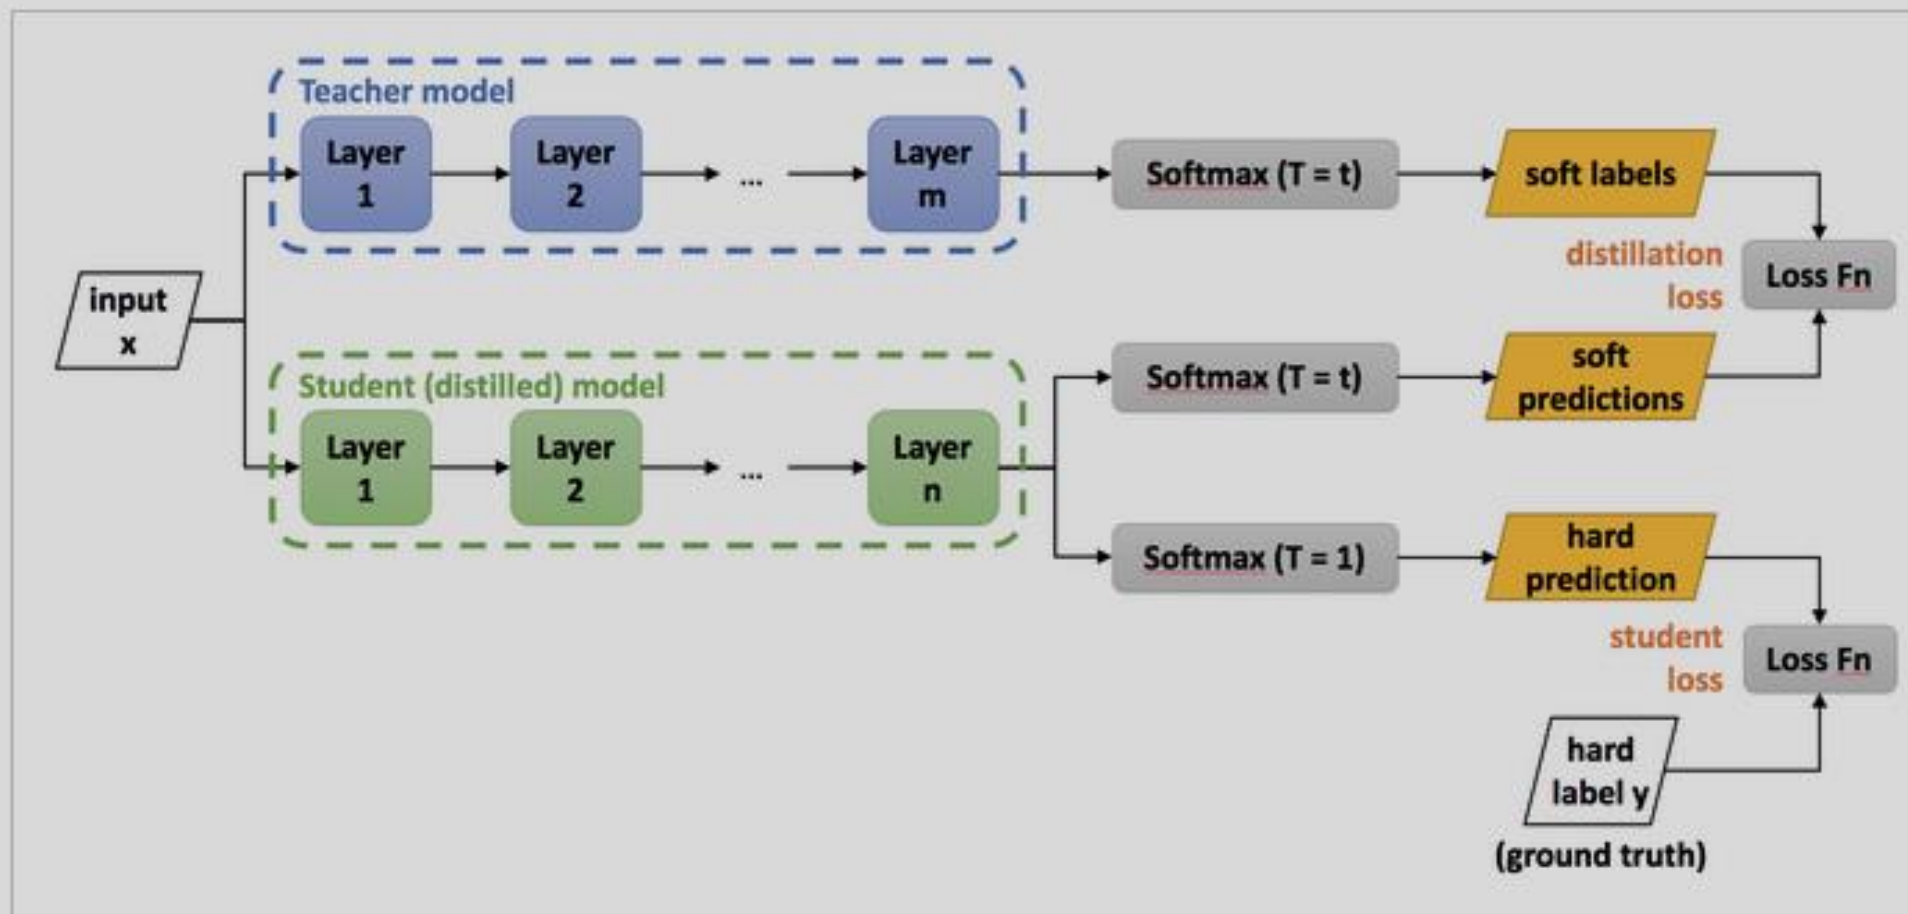 Teacher model
Layer
1
Layer
2
...
Layer
m
Softmax (T = t)
soft labels
distillation
loss
Loss Fn
input
x
Student (distilled) model
Layer
1
Layer
2
...
Layer
n
Softmax (T = t)
soft
predictions
Softmax (T = 1)
hard
prediction
student
loss
Loss Fn
hard
label y
(ground truth)